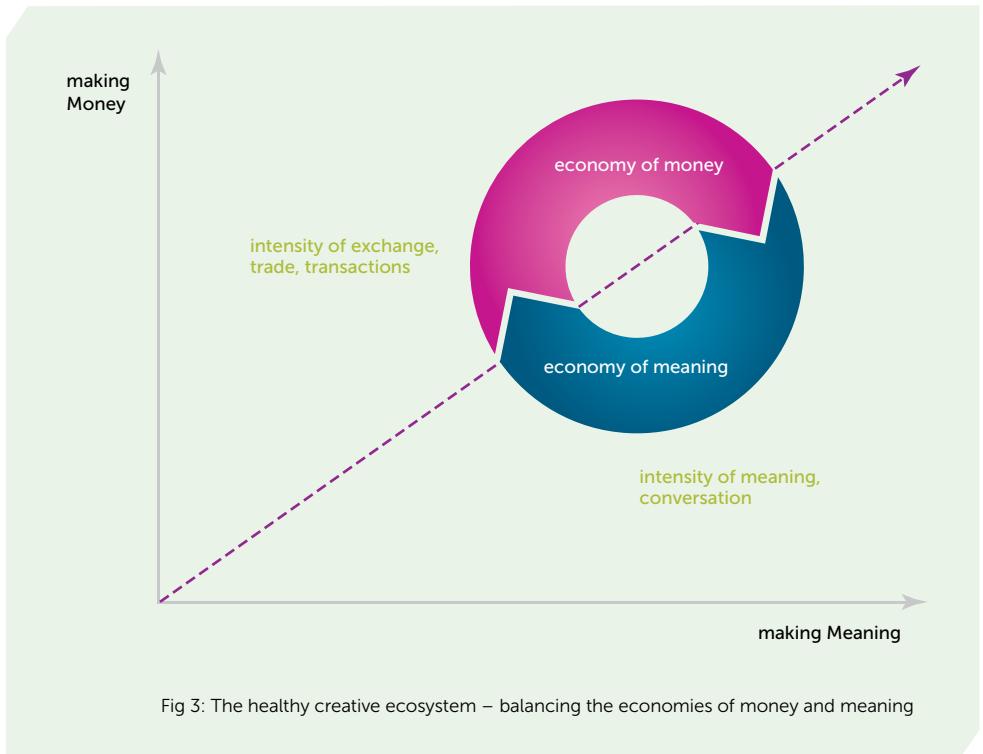 making
Money
economy of money
intensity of exchange,
trade, transactions
economy of meaning
intensity of meaning,
conversation
making Meaning
Fig 3: The healthy creative ecosystem – balancing the economies of money and meaning